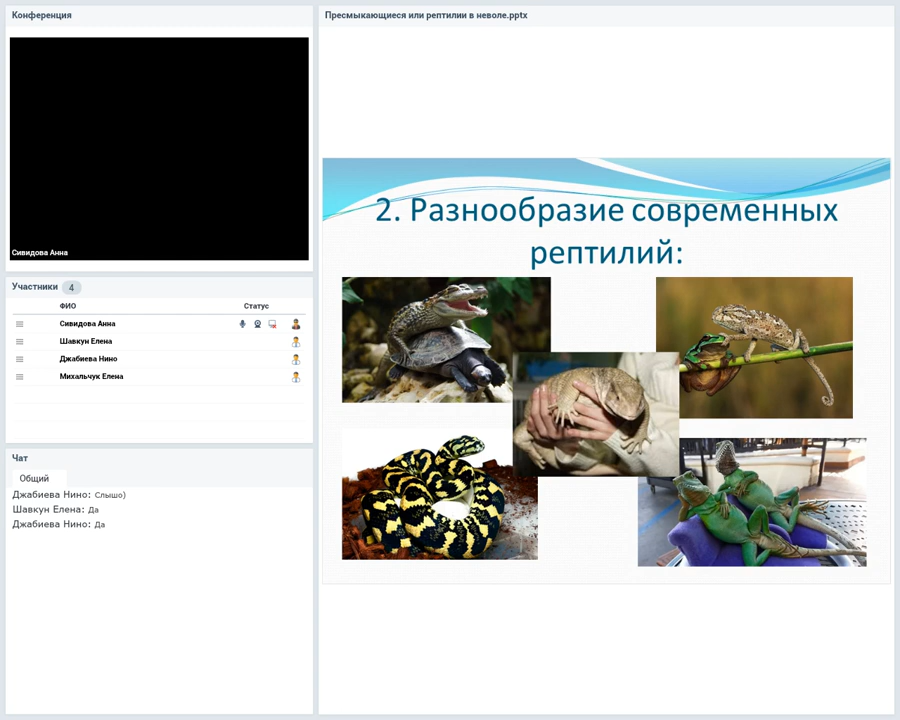 Конференция
Сивидова Анна
Участники 4
ФИО Статус
Сивидова Анна
Шавкун Елена
Джабиева Нино
Михальчук Елена
Чат
Общий
Джабиева Нино: Слышо)
Шавкун Елена: Да
Джабиева Нино: Да
Пресмыкающиеся или рептилии в неволе.pptx
2. Разнообразие современных
рептилий: